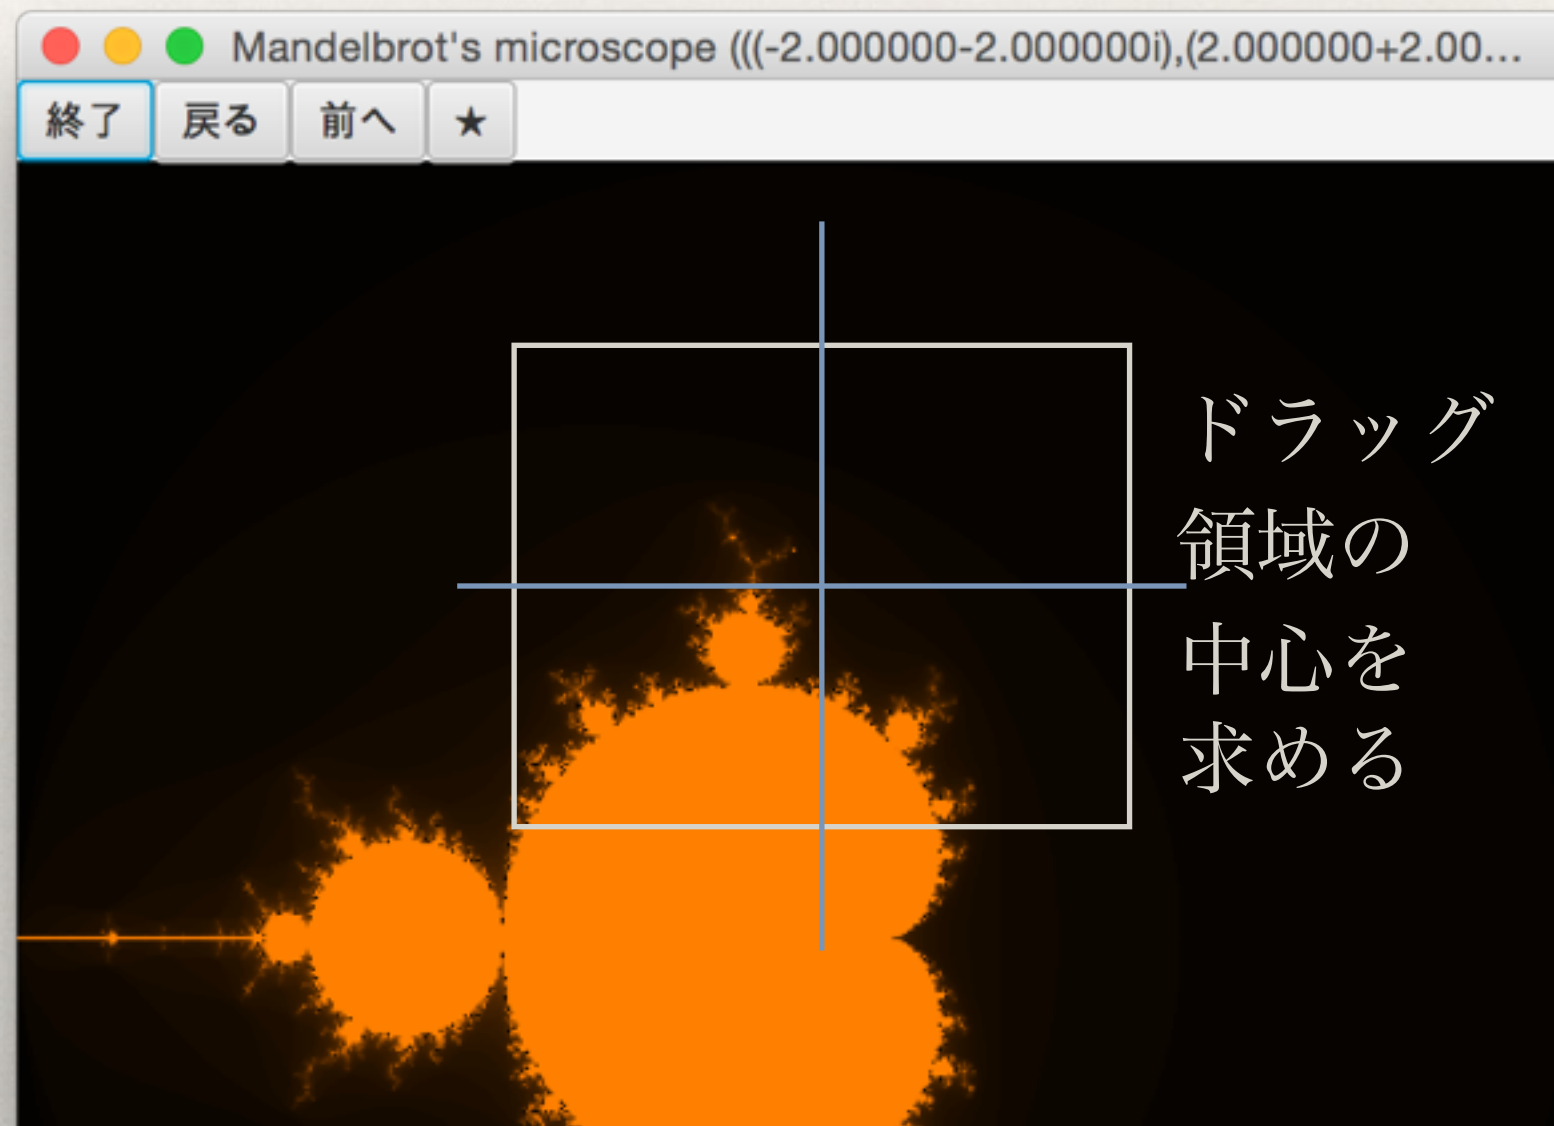 Mandelbrot's microscope (((-2.000000-2.000000i),(2.000000+2.00...
終了 戻る 前へ ★
ドラッグ
領域の
中心を
求める